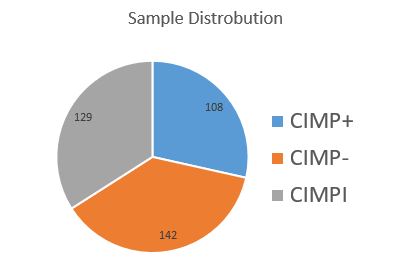 Sample Distrobution
108
129
142
CIMP+
CIMP-
CIMPI